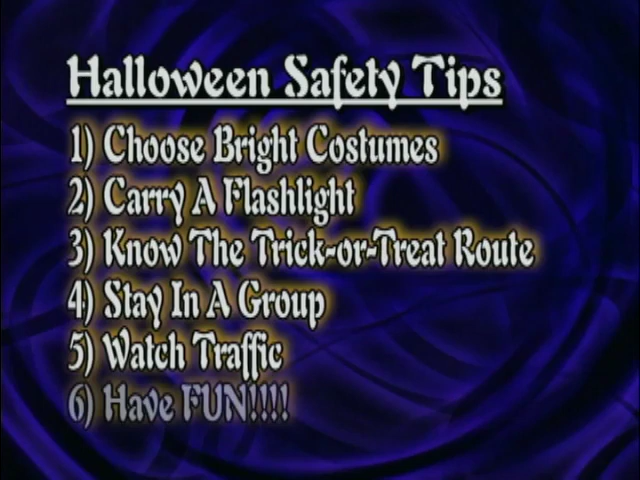 Halloween Safety Tips
1) Choose Bright Costumes
2) Carry A Flashlight
3) Know The Trick-or-Treat Route
4) Stay In A Group
5) Watch Traffic
6) Have FUN!!!!